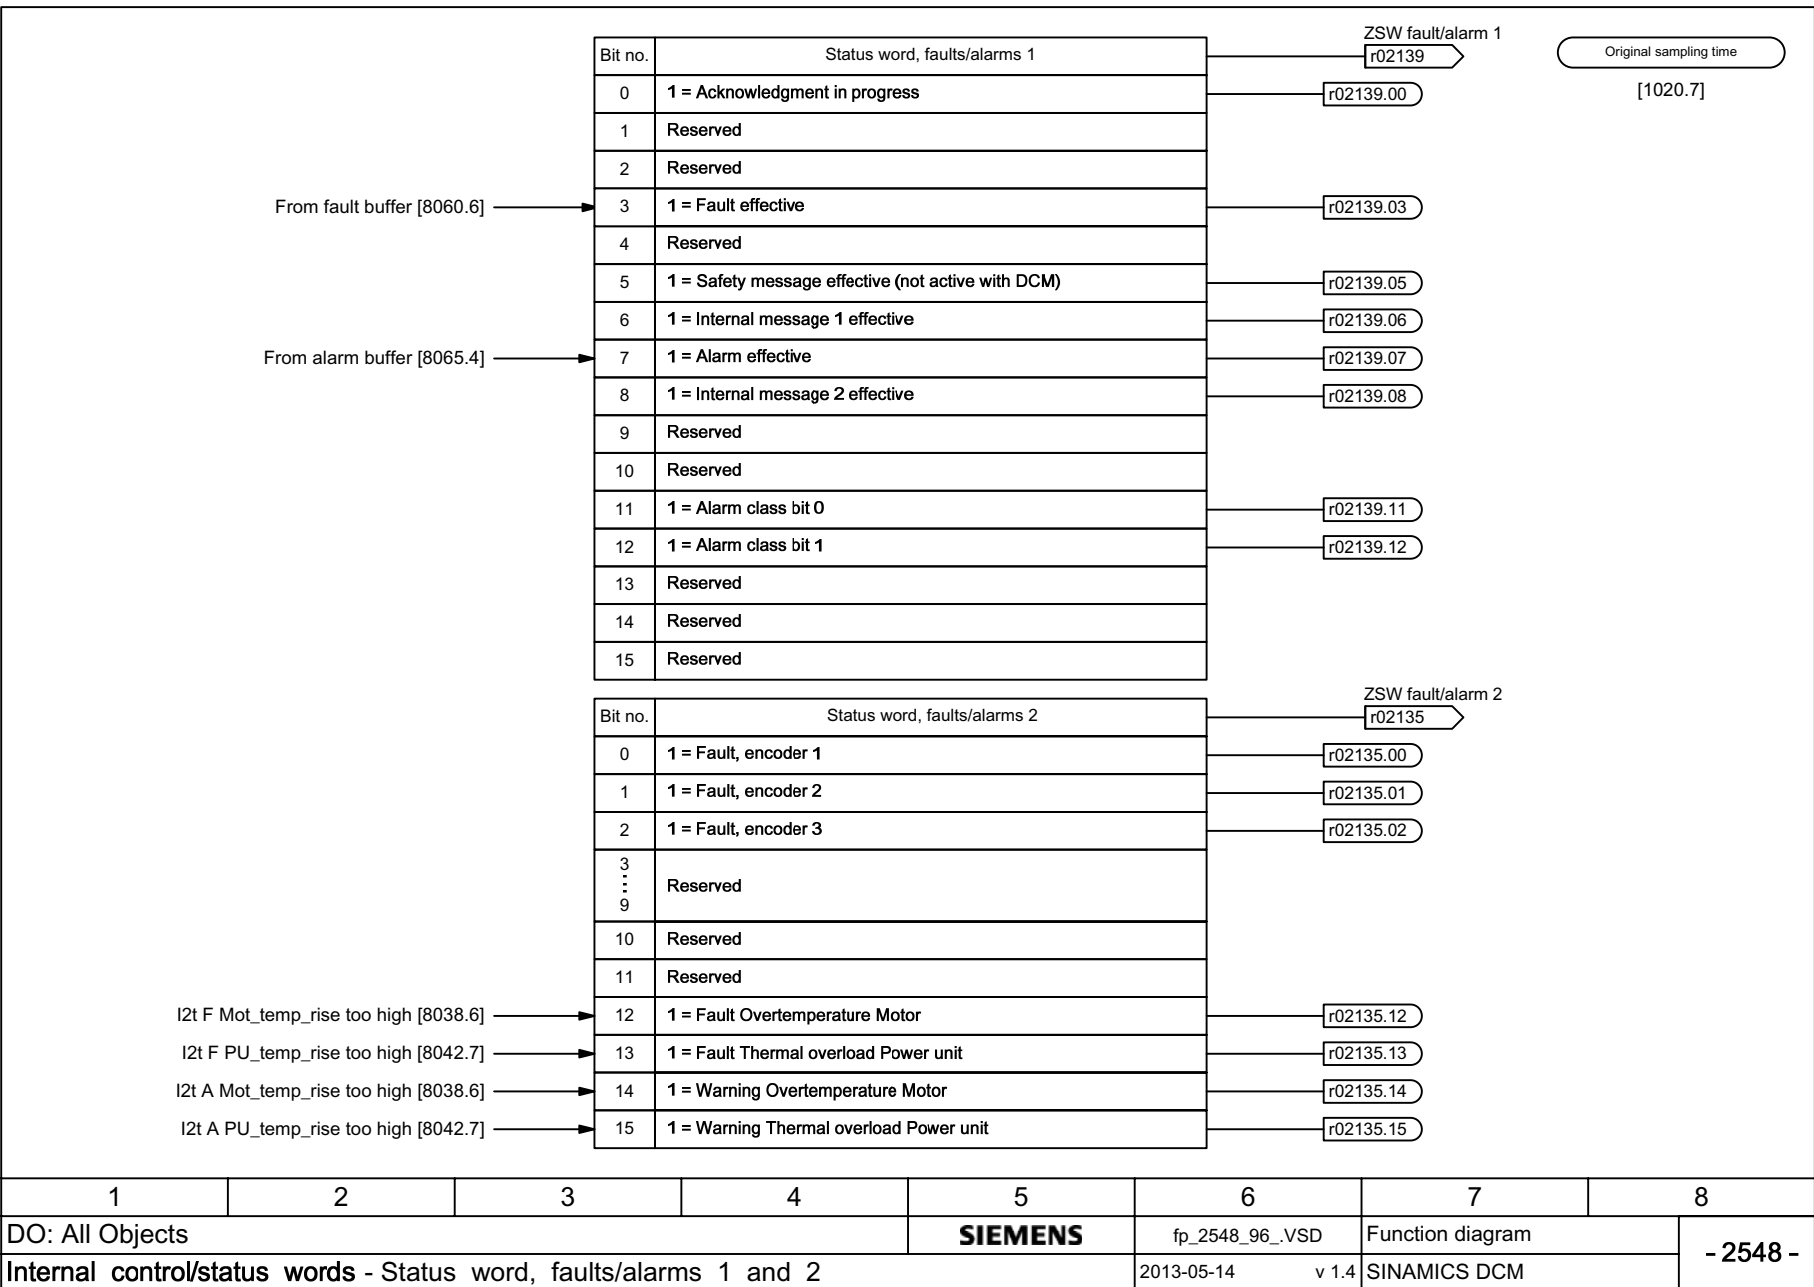 ZSW fault/alarm 1
Bit no. Status word, faults/alarms 1 r02139 Original sampling time
0 1 = Acknowledgment in progress r02139.00 [1020.7]
1 Reserved
2 Reserved
From fault buffer [8060.6] 3 1 = Fault effective r02139.03
4 Reserved
5 1 = Safety message effective (not active with DCM) r02139.05
6 1 = Internal message 1 effective r02139.06
From alarm buffer [8065.4] 7 1 = Alarm effective r02139.07
8 1 = Internal message 2 effective r02139.08
9 Reserved
10 Reserved
11 1 = Alarm class bit 0 r02139.11
12 1 = Alarm class bit 1 r02139.12
13 Reserved
14 Reserved
15 Reserved
ZSW fault/alarm 2
Bit no. Status word, faults/alarms 2 r02135
0 1 = Fault, encoder 1 r02135.00
1 1 = Fault, encoder 2 r02135.01
2 1 = Fault, encoder 3 r02135.02
3
Reserved
9
10 Reserved
11 Reserved
I2t F Mot_temp_rise too high [8038.6] 12 1 = Fault Overtemperature Motor r02135.12
I2t F PU_temp_rise too high [8042.7] 13 1 = Fault Thermal overload Power unit r02135.13
I2t A Mot_temp_rise too high [8038.6] 14 1 = Warning Overtemperature Motor r02135.14
I2t A PU_temp_rise too high [8042.7] 15 1 = Warning Thermal overload Power unit r02135.15
1 2 3 4 5 6 7 8
DO: All Objects SIEMENS fp_2548_96_.VSD Function diagram - 2548 -
Internal control/status words - Status word, faults/alarms 1 and 2 2013-05-14 v 1.4 SINAMICS DCM